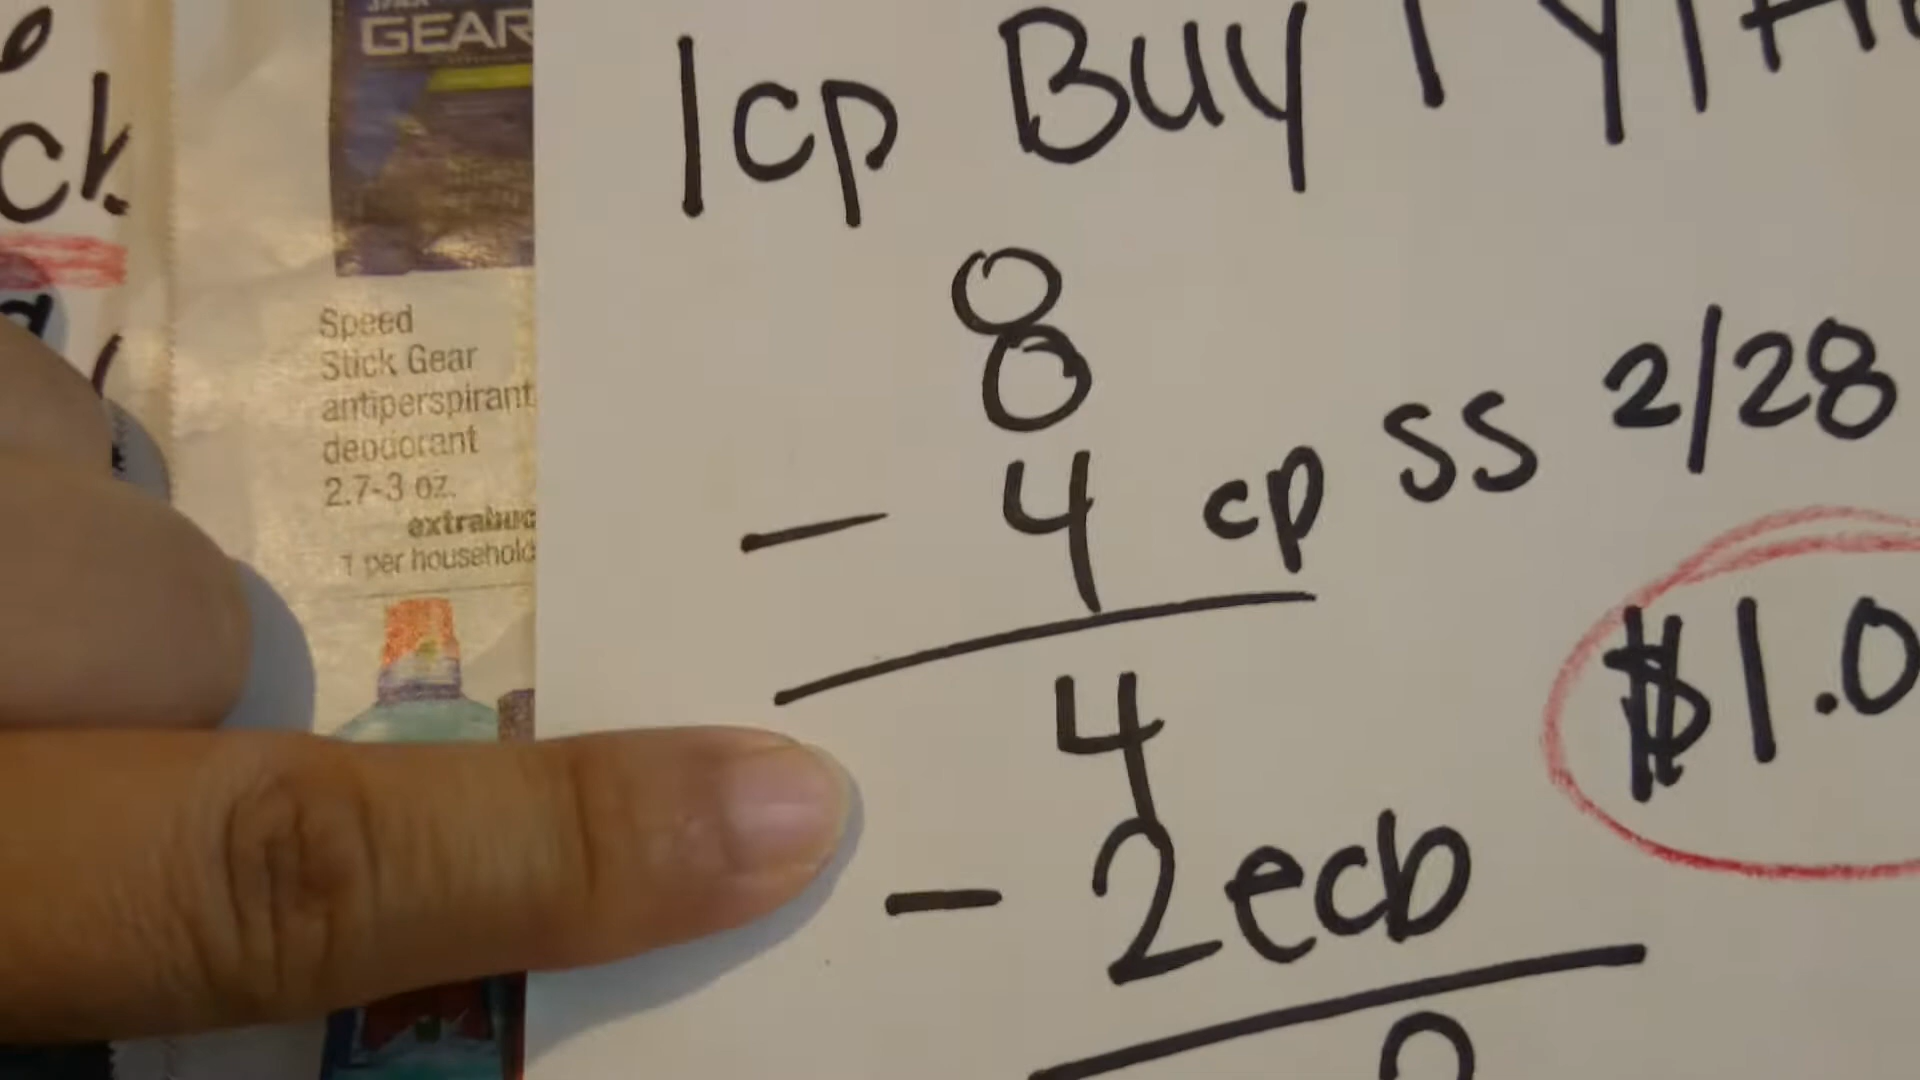 GEAR
ck
Speed
Stick Gear
antiperspirant
deodorant
2.7-3 oz.
extrabuc
1 per household
1cp Buy 1
8
- 4 cp SS 2/28
4
- 2ecb
$1.0